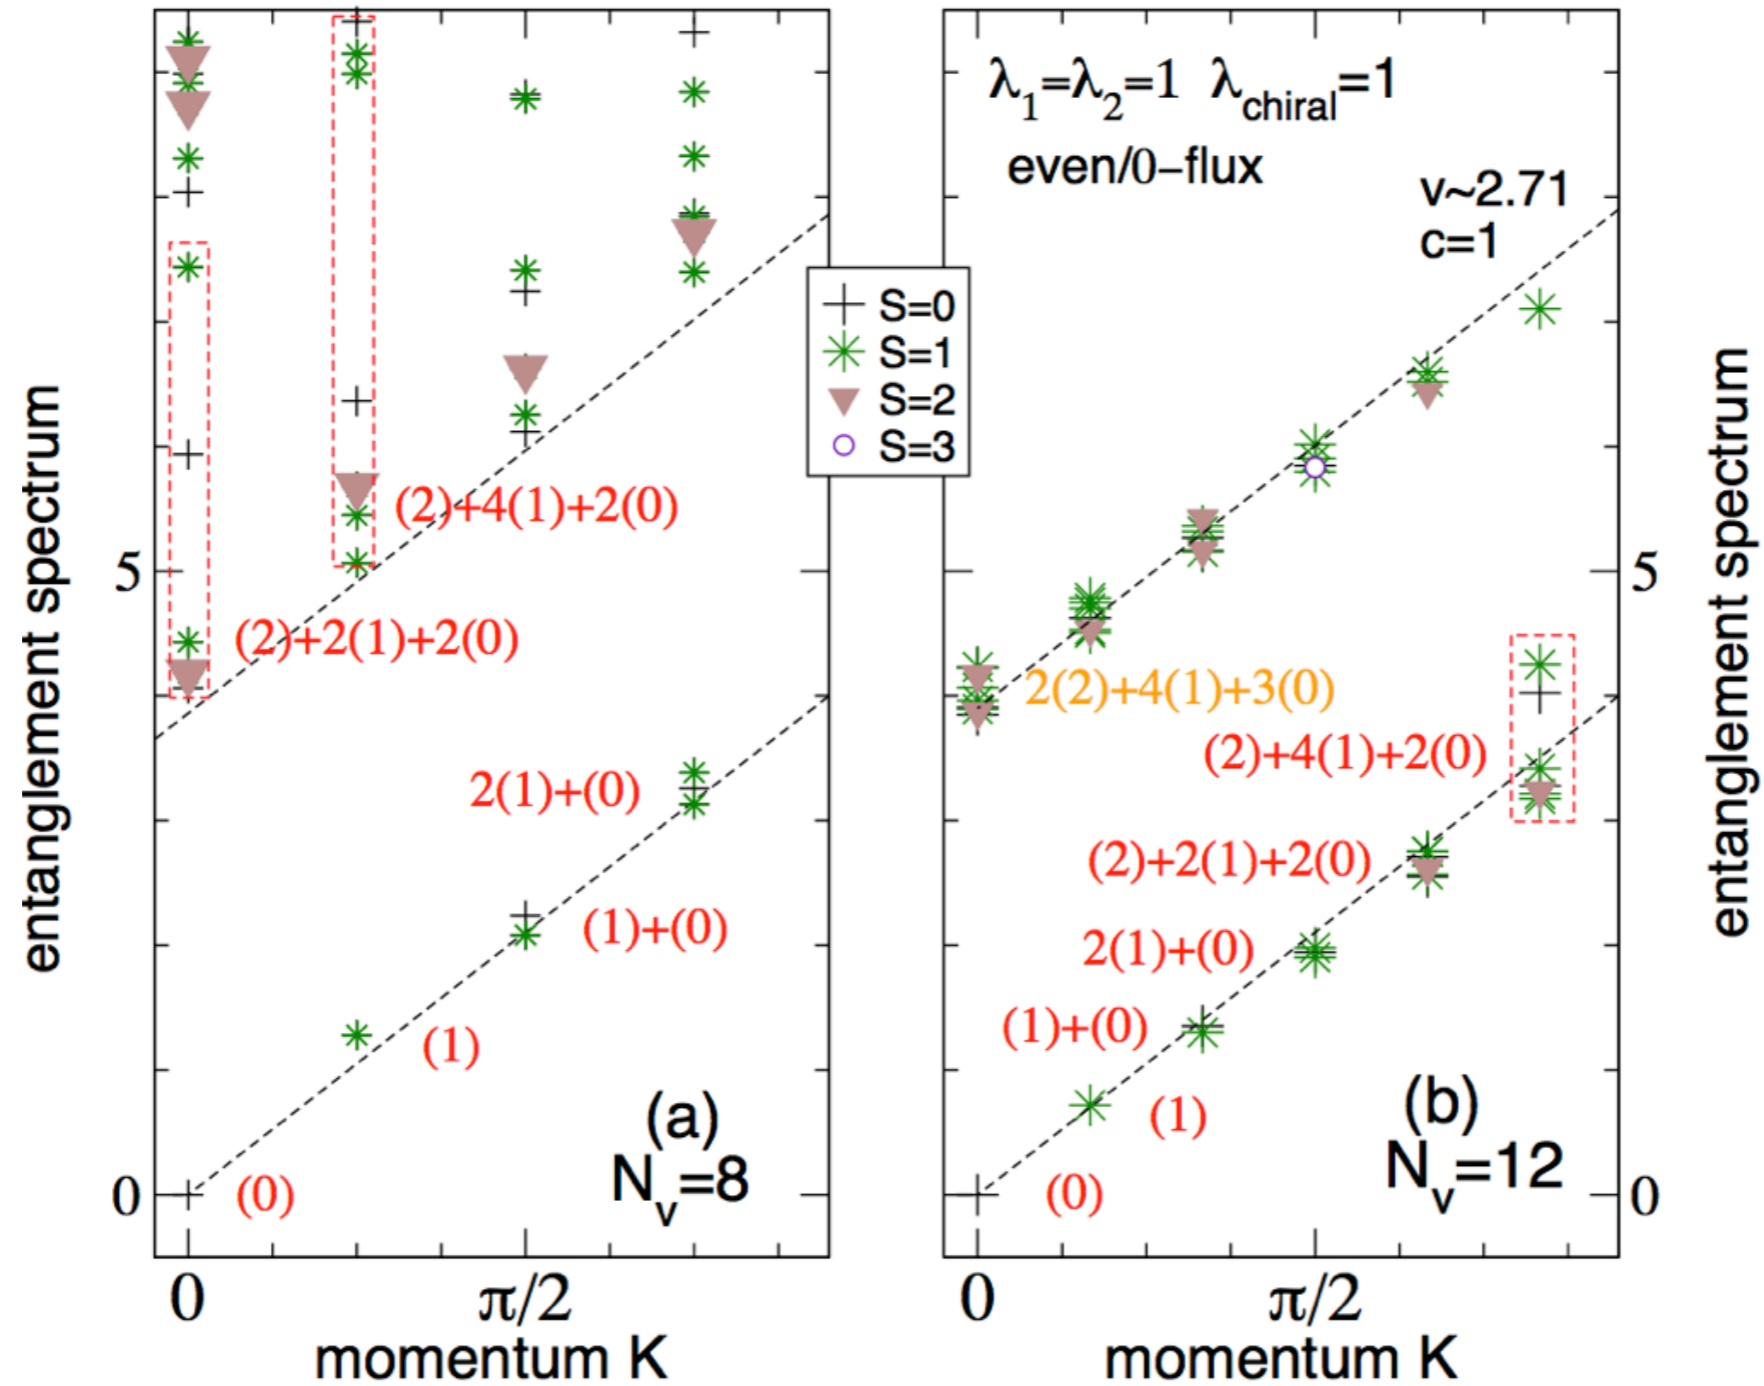 λ₁=λ₂=1 λchiral=1
even/0−flux
v~2.71
c=1
S=0
S=1
S=2
S=3
(2)+4(1)+2(0)
(2)+2(1)+2(0)
2(1)+(0)
(1)+(0)
(1)
(0)
(a)
Nᵥ=8
2(2)+4(1)+3(0)
(2)+4(1)+2(0)
(2)+2(1)+2(0)
2(1)+(0)
(1)+(0)
(1)
(0)
(b)
Nᵥ=12
5
0
5
0
0
π/2
0
π/2
momentum K
momentum K
entanglement spectrum
entanglement spectrum